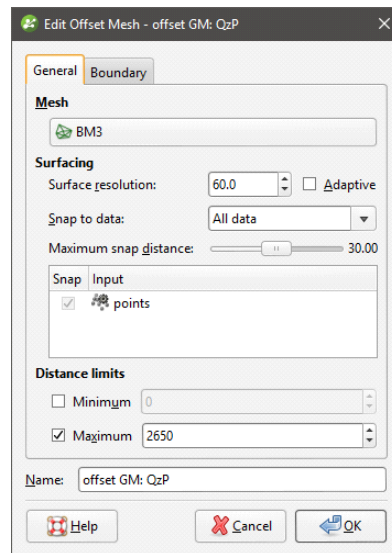 Edit Offset Mesh - offset GM: QzP
General Boundary
Mesh
BM3
Surfacing
Surface resolution: 60.0 Adaptive
Snap to data: All data
Maximum snap distance: 30.00
Snap Input
points
Distance limits
Minimum 0
Maximum 2650
Name: offset GM: QzP
Help Cancel OK